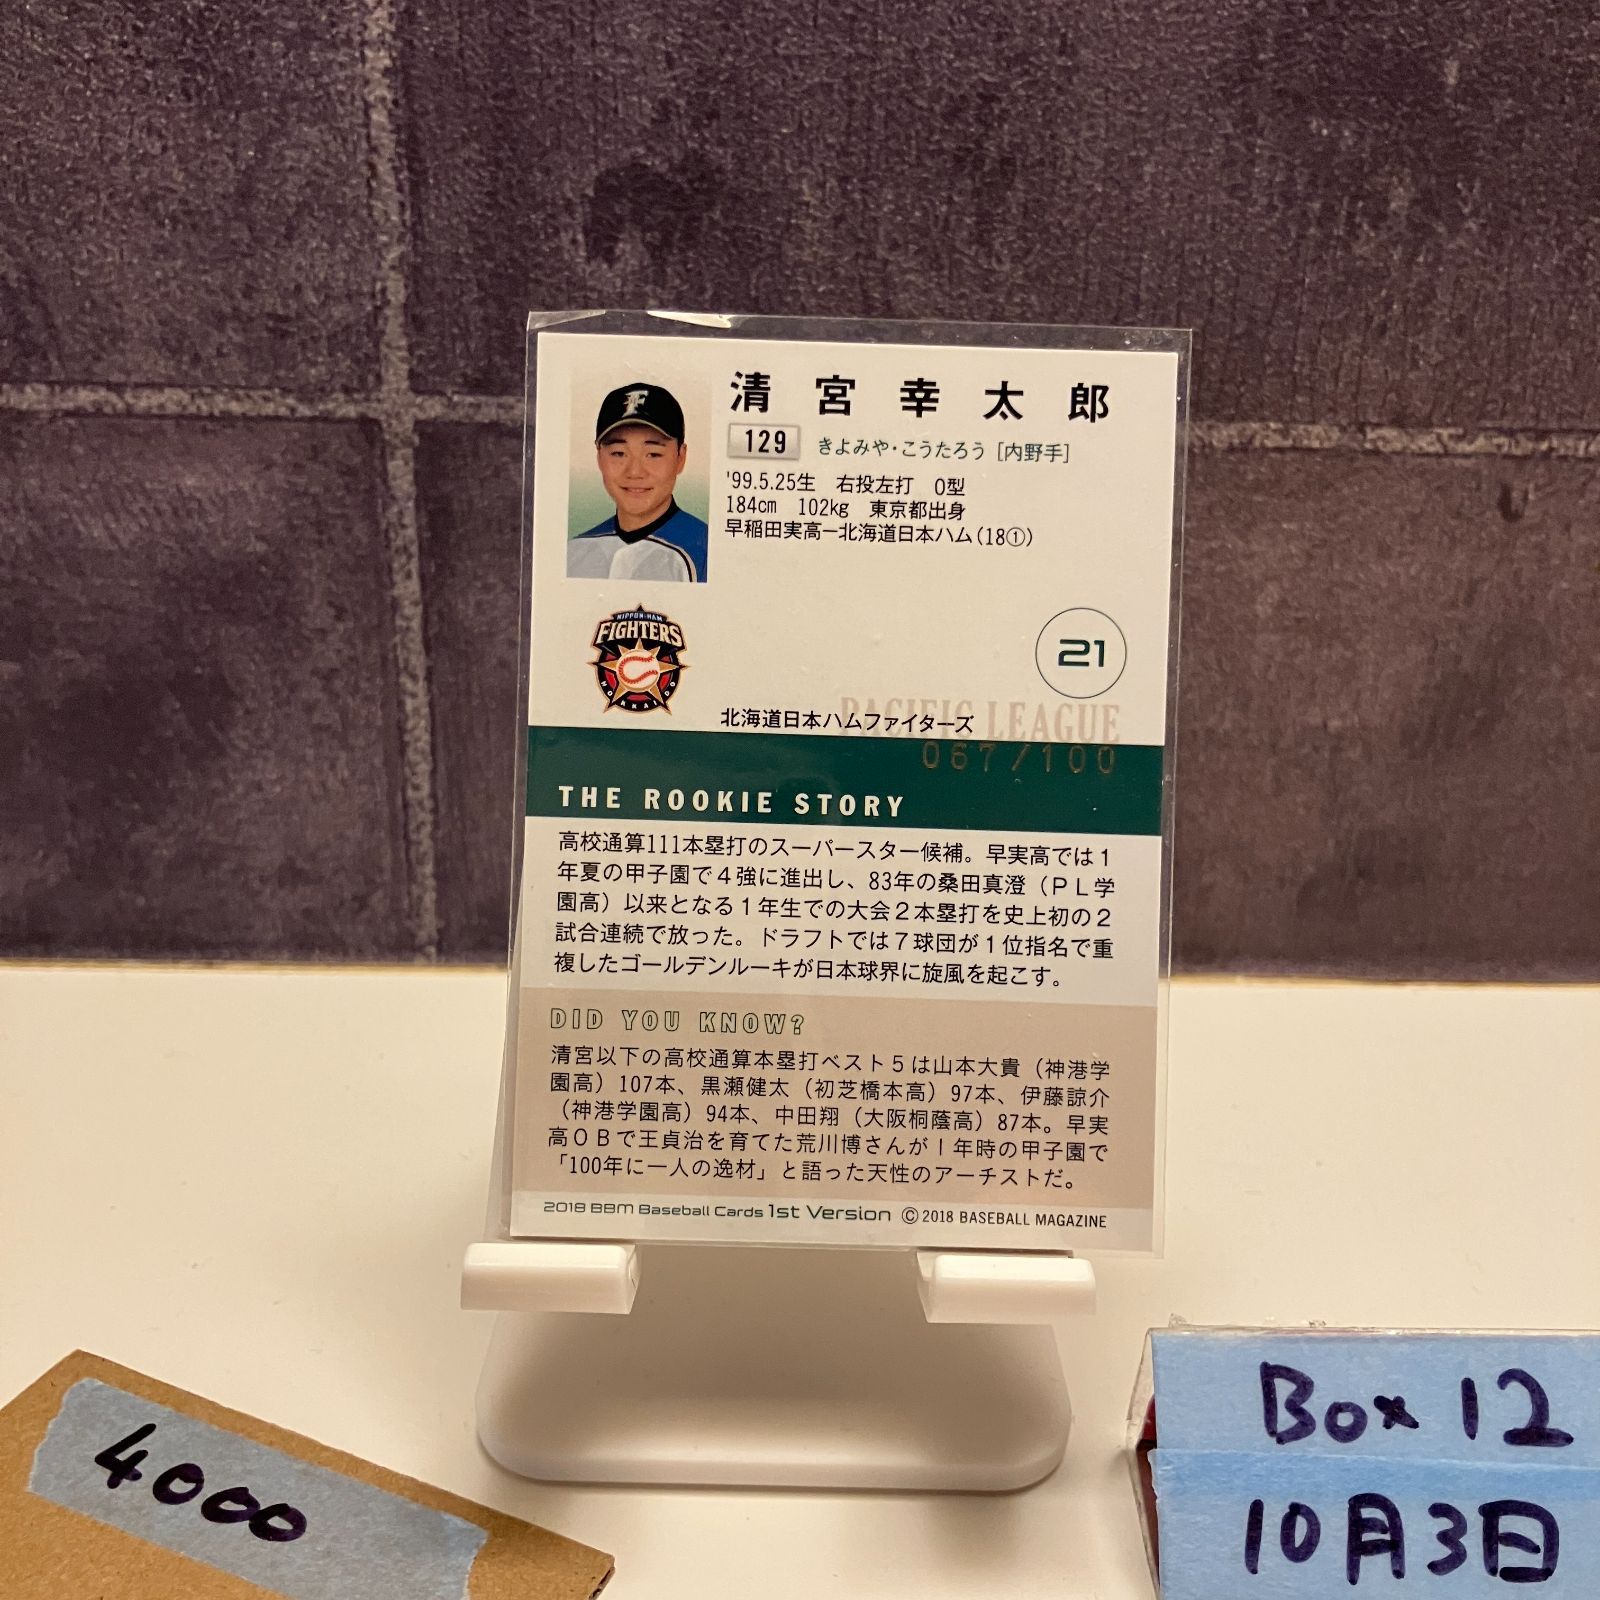 清宮幸太郎
129 きよみや・こうたろう [内野手]
'99.5.25生 右投左打 O型
184cm 102kg 東京都出身
早稲田実高ー北海道日本ハム(18①)
F
NIPPON-HAM
FIGHTERS
HOKKAIDO
21
PACIFIC LEAGUE
北海道日本ハムファイターズ
067/100
THE ROOKIE STORY
高校通算111本塁打のスーパースター候補。早実高では1
年夏の甲子園で4強に進出し、83年の桑田真澄（PL学
園高）以来となる1年生での大会2本塁打を史上初の2
試合連続で放った。ドラフトでは7球団が1位指名で重
複したゴールデンルーキが日本球界に旋風を起こす。
DID YOU KNOW?
清宮以下の高校通算本塁打ベスト5は山本大貴（神港学
園高）107本、黒瀬健太（初芝橋本高）97本、伊藤諒介
（神港学園高）94本、中田翔（大阪桐蔭高）87本。早実
高OBで王貞治を育てた荒川博さんが1年時の甲子園で
「100年に一人の逸材」と語った天性のアーチストだ。
2018 BBM Baseball Cards 1st Version © 2018 BASEBALL MAGAZINE
4000
Box 12
10月3日